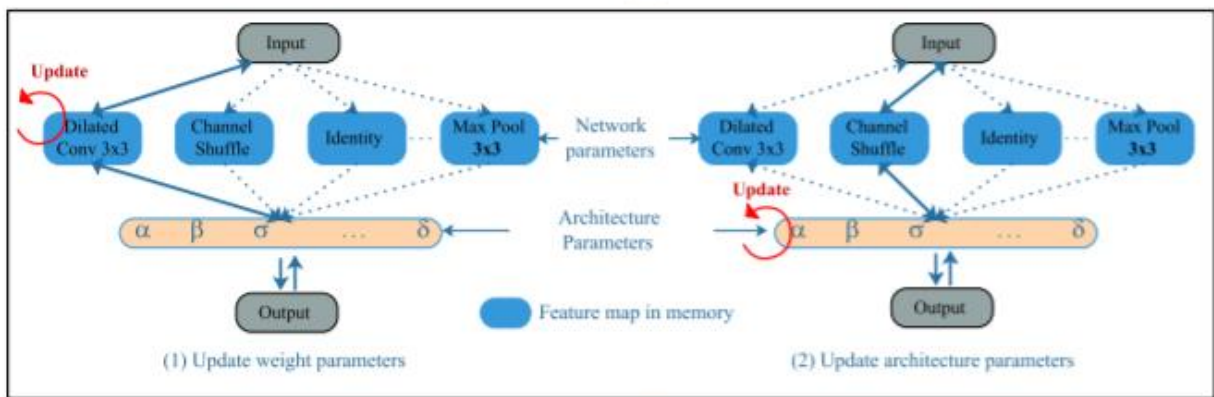 Input
Update
Dilated
Conv 3x3
Channel
Shuffle
Identity
Max Pool
3x3
α β σ ... δ
Output
(1) Update weight parameters
Network
parameters
Architecture
Parameters
Feature map in memory
Input
Dilated
Conv 3x3
Channel
Shuffle
Identity
Max Pool
3x3
Update
α β σ ... δ
Output
(2) Update architecture parameters